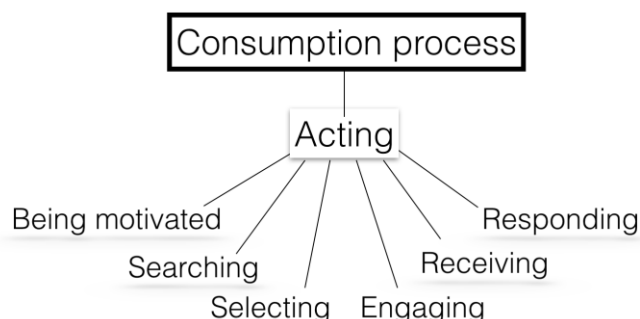 Consumption process
Acting
Being motivated
Responding
Searching
Receiving
Selecting
Engaging